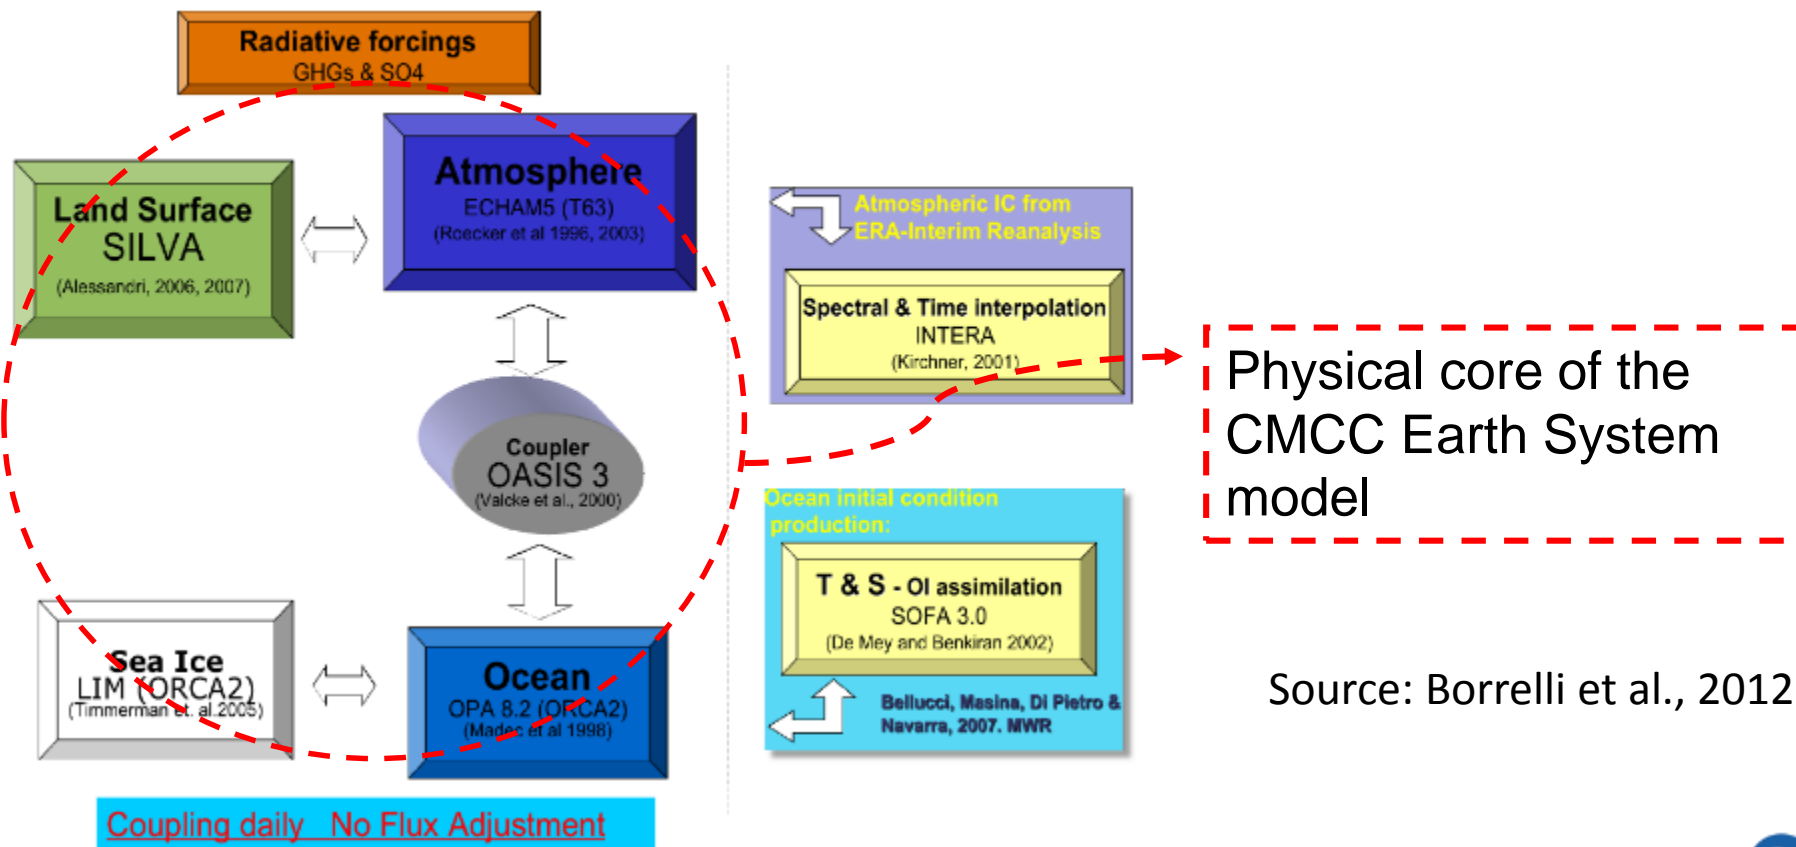 Radiative forcings
GHGs & SO4
Atmosphere
ECHAM5 (T63)
(Roecker et al 1996, 2003)
Land Surface
SILVA
(Alessandri, 2006, 2007)
Coupler
OASIS 3
(Valcke et al., 2000)
Sea Ice
LIM (ORCA2)
(Timmerman et. al.2005)
Ocean
OPA 8.2 (ORCA2)
(Madec et al 1998)
Coupling daily No Flux Adjustment
Atmospheric IC from
ERA-Interim Reanalysis
Spectral & Time interpolation
INTERA
(Kirchner, 2001)
Ocean initial condition
production:
T & S - OI assimilation
SOFA 3.0
(De Mey and Benkiran 2002)
Bellucci, Masina, Di Pietro &
Navarra, 2007. MWR
Physical core of the
CMCC Earth System
model
Source: Borrelli et al., 2012